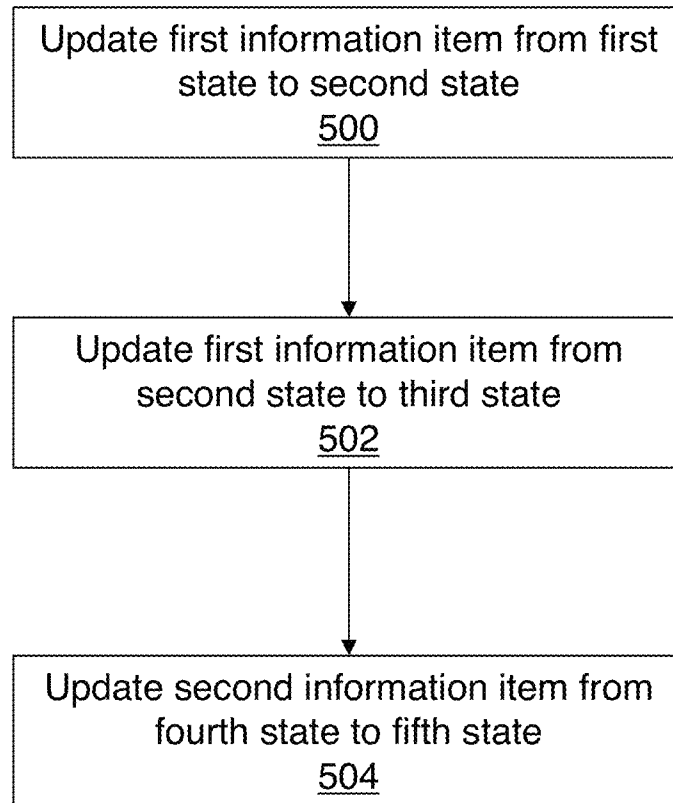 Update first information item from first
state to second state
500
Update first information item from
second state to third state
502
Update second information item from
fourth state to fifth state
504